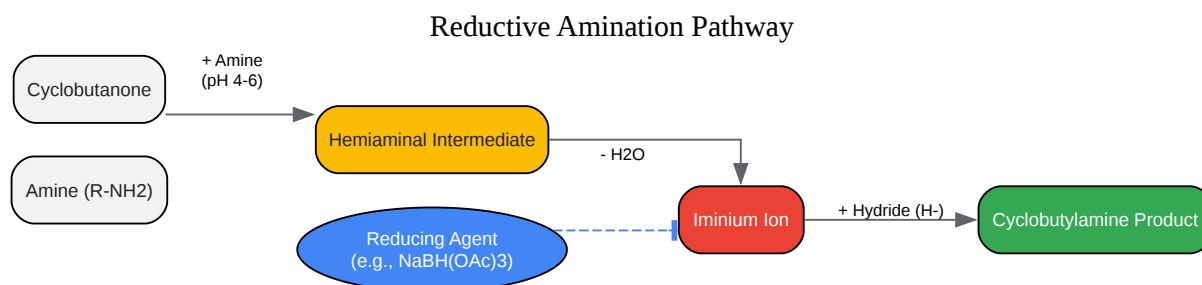 Reductive Amination Pathway
+ Amine
(pH 4-6)
Cyclobutanone
Hemiaminal Intermediate
- H2O
Amine (R-NH2)
Iminium Ion
+ Hydride (H-)
Cyclobutylamine Product
Reducing Agent
(e.g., NaBH(OAc)3)